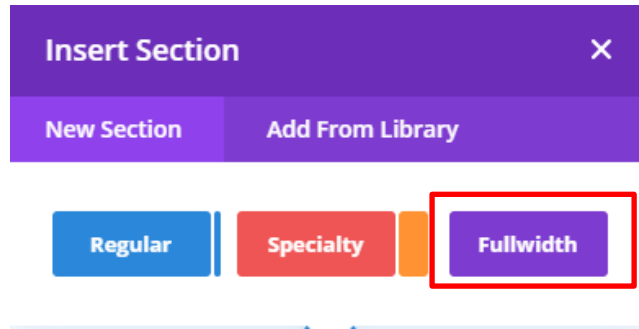 Insert Section
New Section Add From Library
Regular Specialty Fullwidth